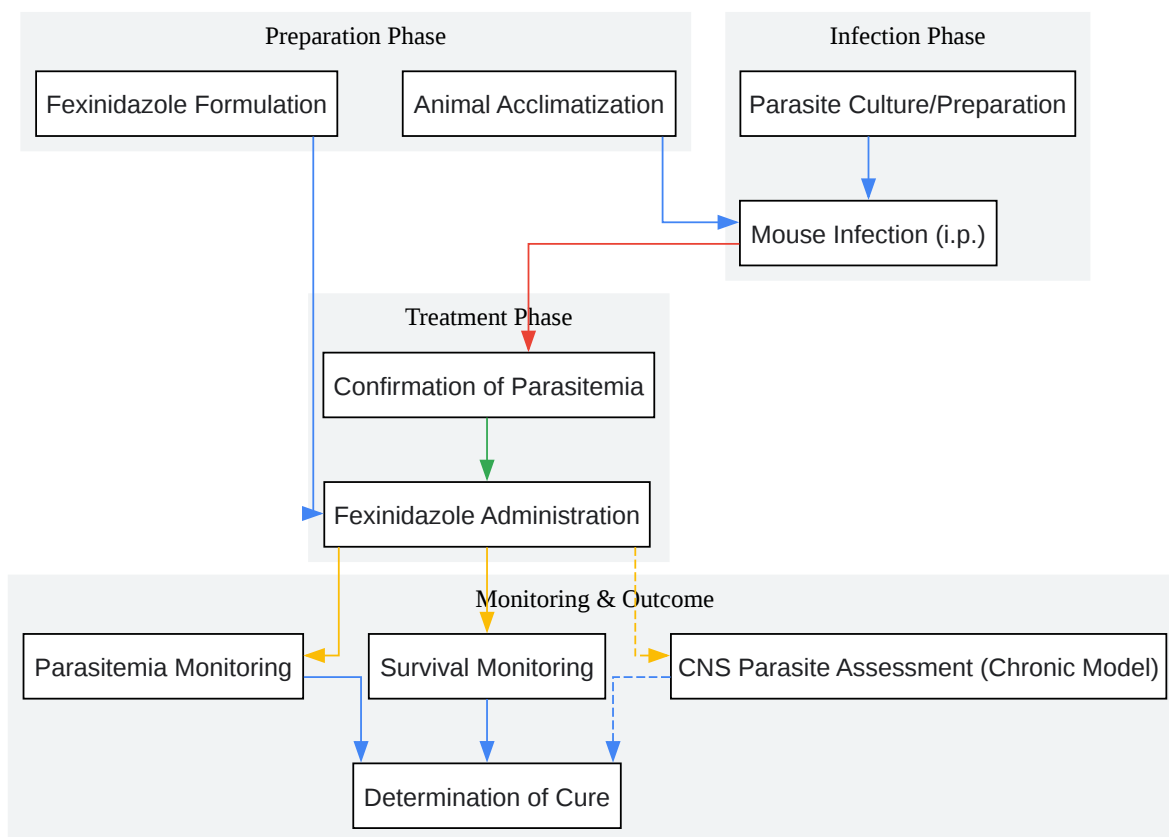 Preparation Phase
Infection Phase
Fexinidazole Formulation
Animal Acclimatization
Parasite Culture/Preparation
Mouse Infection (i.p.)
Treatment Phase
Confirmation of Parasitemia
Fexinidazole Administration
Monitoring & Outcome
Parasitemia Monitoring
Survival Monitoring
CNS Parasite Assessment (Chronic Model)
Determination of Cure